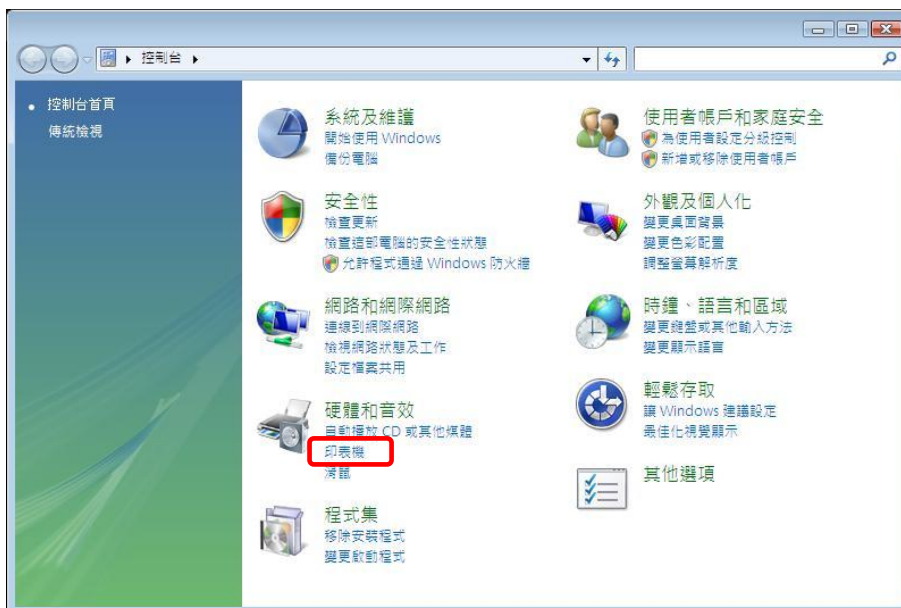 控制台
控制台首頁
傳統檢視
系統及維護
開始使用 Windows
備份電腦
安全性
檢查更新
檢查這部電腦的安全性狀態
允許程式通過 Windows 防火牆
網路和網際網路
連線到網際網路
檢視網路狀態及工作
設定檔案共用
硬體和音效
自動播放 CD 或其他媒體
印表機
滑鼠
程式集
移除安裝程式
變更啟動程式
使用者帳戶和家庭安全
為使用者設定分級控制
新增或移除使用者帳戶
外觀及個人化
變更桌面背景
變更色彩配置
調整螢幕解析度
時鐘、語言和區域
變更鍵盤或其他輸入方法
變更顯示語言
輕鬆存取
讓 Windows 建議設定
最佳化視覺顯示
其他選項